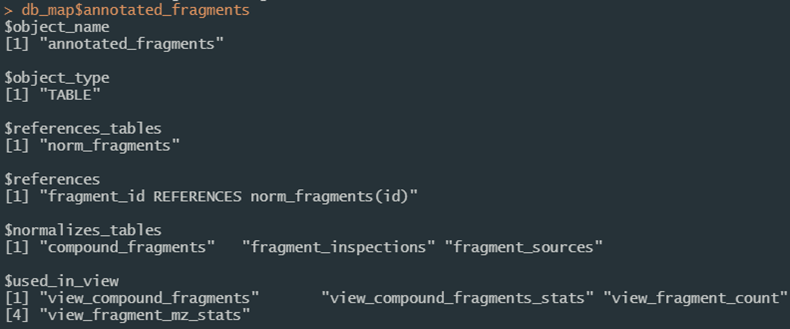 > db_map$annotated_fragments
$object_name
[1] "annotated_fragments"
$object_type
[1] "TABLE"
$references_tables
[1] "norm_fragments"
$references
[1] "fragment_id REFERENCES norm_fragments(id)"
$normalizes_tables
[1] "compound_fragments"   "fragment_inspections" "fragment_sources"
$used_in_view
[1] "view_compound_fragments"       "view_compound_fragments_stats" "view_fragment_count"
[4] "view_fragment_mz_stats"